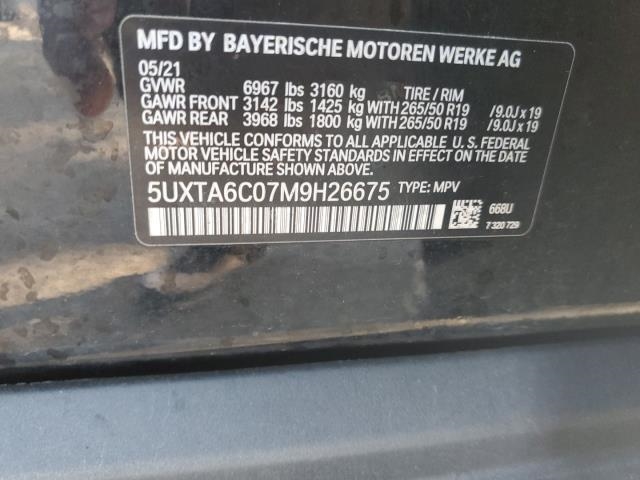 MFD BY BAYERISCHE MOTOREN WERKE AG
05/21
GVWR 6967 lbs 3160 kg TIRE / RIM
GAWR FRONT 3142 lbs 1425 kg WITH 265/50 R19 /9.0J x 19
GAWR REAR 3968 lbs 1800 kg WITH 265/50 R19 /9.0J x 19
THIS VEHICLE CONFORMS TO ALL APPLICABLE U. S. FEDERAL
MOTOR VEHICLE SAFETY STANDARDS IN EFFECT ON THE DATE
OF MANUFACTURE SHOWN ABOVE.
5UXTA6C07M9H26675 TYPE: MPV
668U
7 320 729